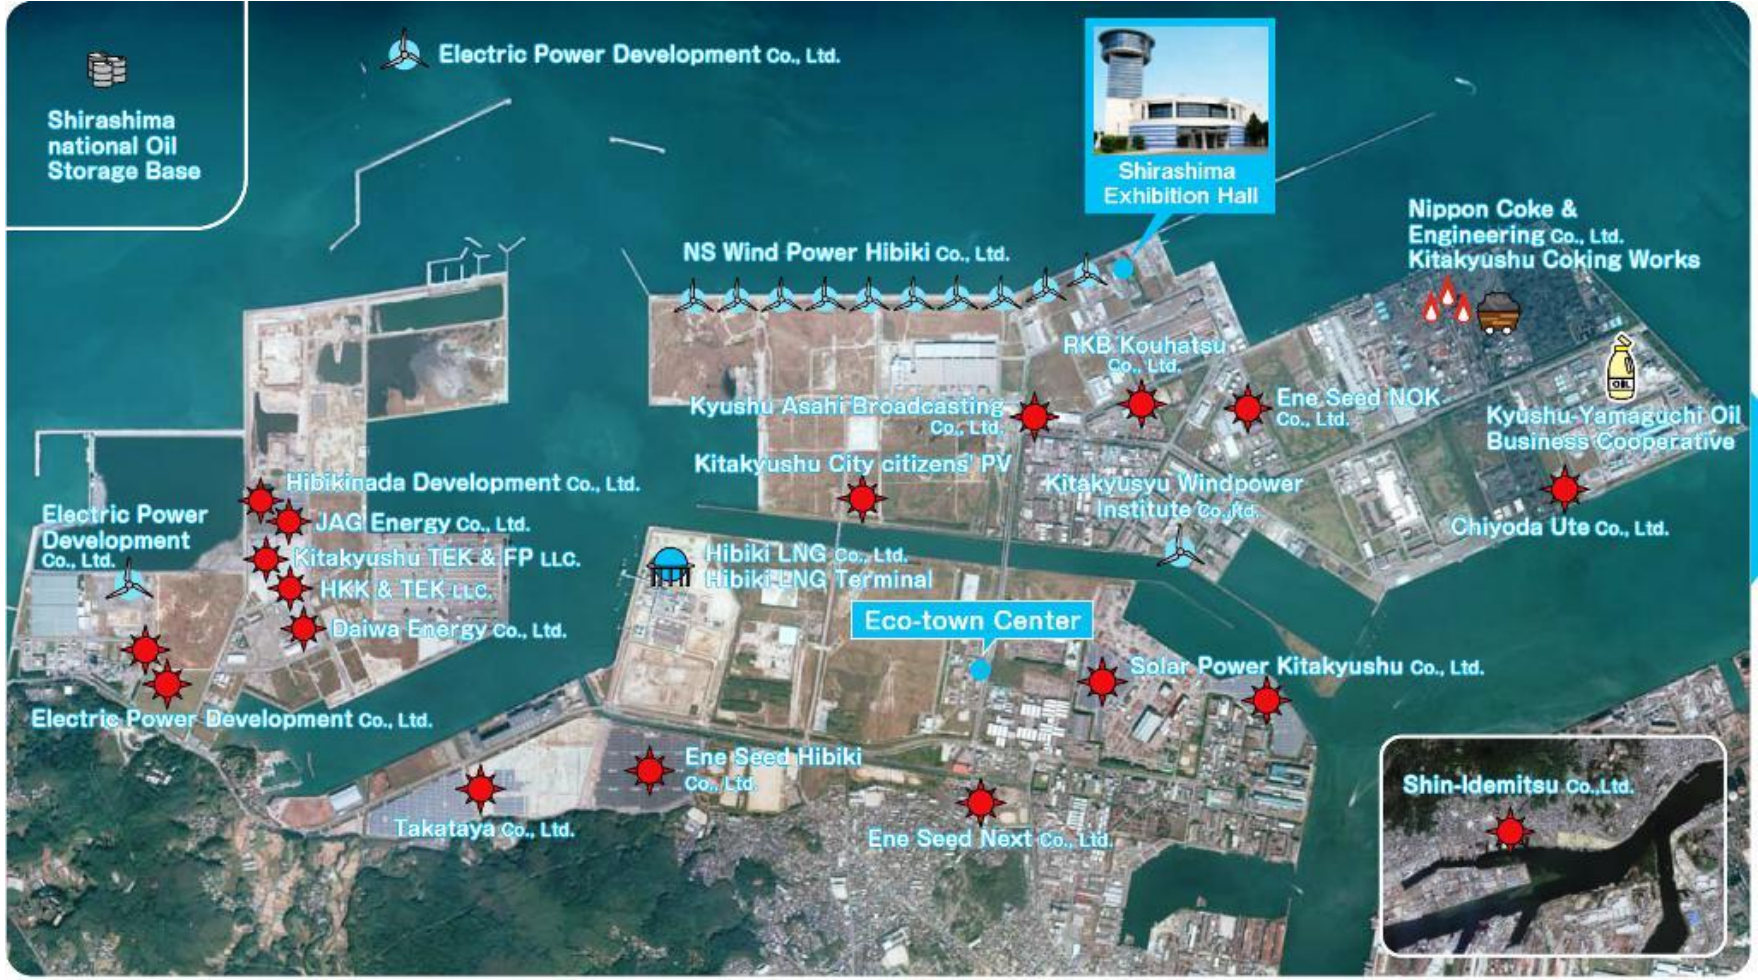 Shirashima
national Oil
Storage Base
Electric Power Development Co., Ltd.
Shirashima
Exhibition Hall
NS Wind Power Hibiki Co., Ltd.
Nippon Coke &
Engineering Co., Ltd.
Kitakyushu Coking Works
OIL
Kyushu-Yamaguchi Oil
Business Cooperative
RKB Kouhatsu
Co., Ltd.
Ene Seed NOK
Co., Ltd.
Kyushu Asahi Broadcasting
Co., Ltd.
Kitakyushu City citizens' PV
Kitakyusyu Windpower
Institute Co.,ltd.
Chiyoda Ute Co., Ltd.
Hibikinada Development Co., Ltd.
JAG Energy Co., Ltd.
Kitakyushu TEK & FP LLC.
HKK & TEK LLC.
Daiwa Energy Co., Ltd.
Electric Power
Development
Co., Ltd.
Electric Power Development Co., Ltd.
Hibiki LNG Co., Ltd.
Hibiki LNG Terminal
Eco-town Center
Solar Power Kitakyushu Co., Ltd.
Ene Seed Hibiki
Co., Ltd.
Takataya Co., Ltd.
Ene Seed Next Co., Ltd.
Shin-Idemitsu Co.,Ltd.